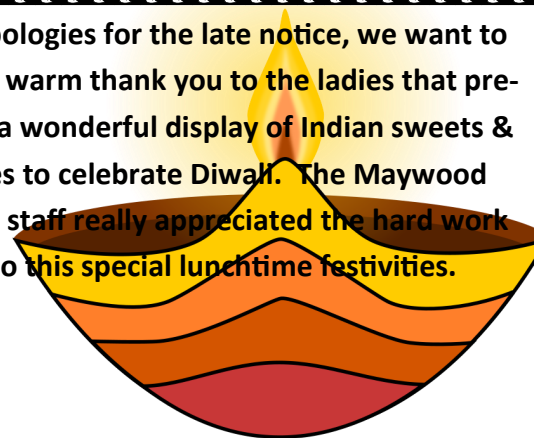 pologies for the late notice, we want to
warm thank you to the ladies that pre-
a wonderful display of Indian sweets &
es to celebrate Diwali. The Maywood
staff really appreciated the hard work
o this special lunchtime festivities.